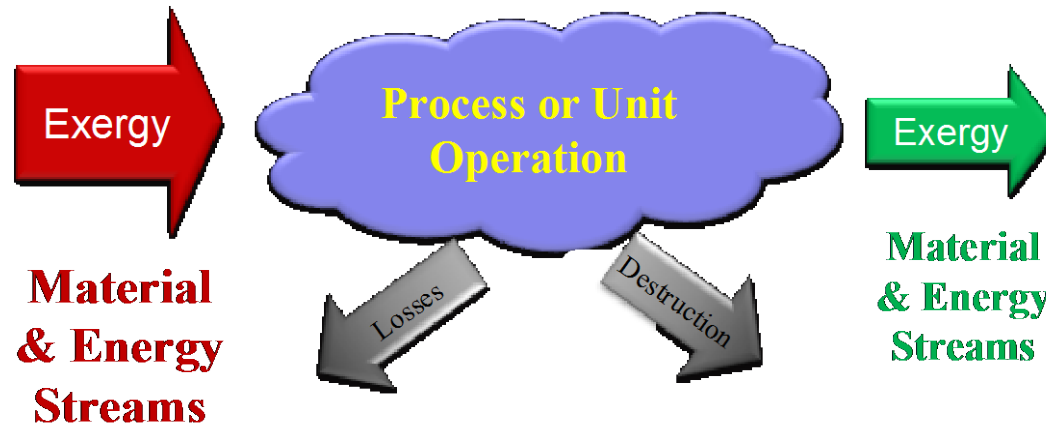 Exergy
Process or Unit
Operation
Exergy
Material
& Energy
Streams
Losses
Destruction
Material
& Energy
Streams